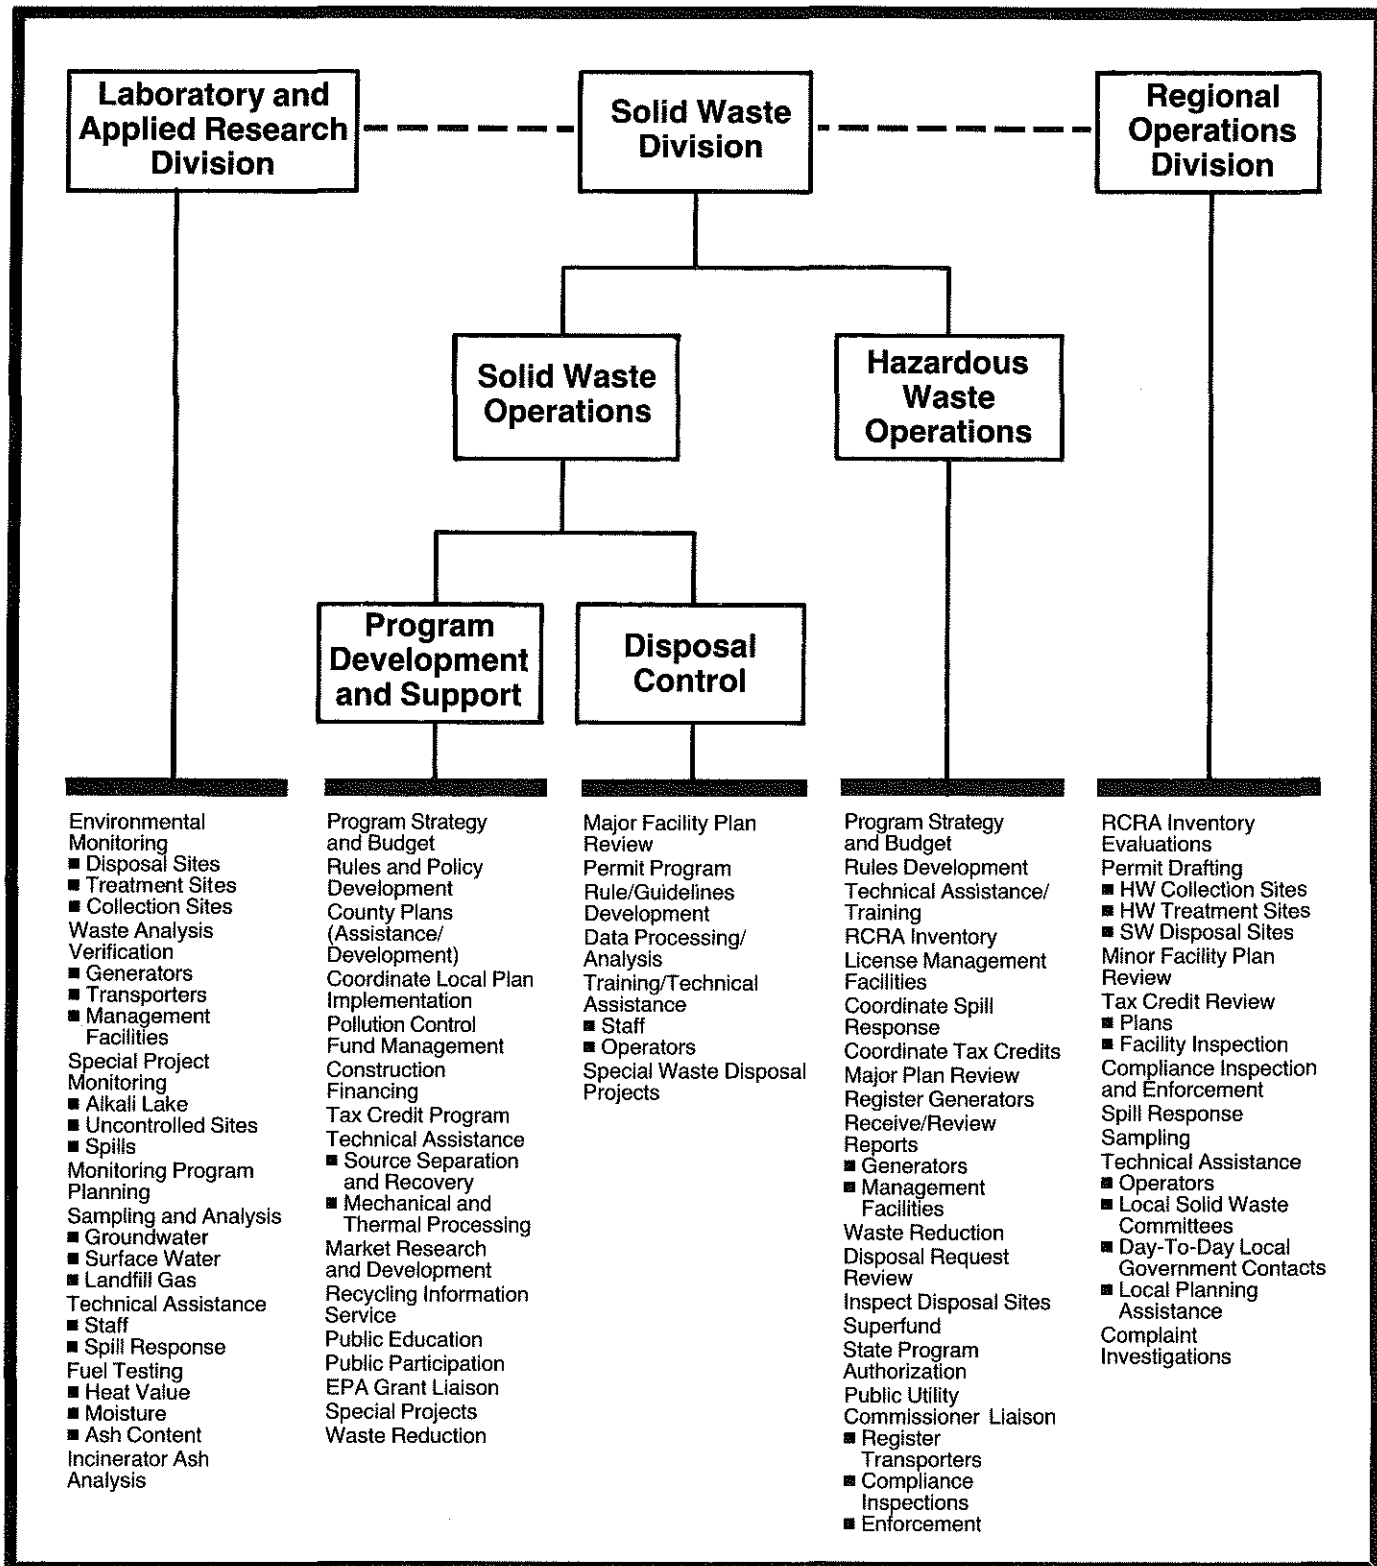 Laboratory and
Applied Research
Division
Solid Waste
Division
Regional
Operations
Division
Solid Waste
Operations
Hazardous
Waste
Operations
Program
Development
and Support
Disposal
Control
Environmental
Monitoring
■ Disposal Sites
■ Treatment Sites
■ Collection Sites
Waste Analysis
Verification
■ Generators
■ Transporters
■ Management
Facilities
Special Project
Monitoring
■ Alkali Lake
■ Uncontrolled Sites
■ Spills
Monitoring Program
Planning
Sampling and Analysis
■ Groundwater
■ Surface Water
■ Landfill Gas
Technical Assistance
■ Staff
■ Spill Response
Fuel Testing
■ Heat Value
■ Moisture
■ Ash Content
Incinerator Ash
Analysis
Program Strategy
and Budget
Rules and Policy
Development
County Plans
(Assistance/
Development)
Coordinate Local Plan
Implementation
Pollution Control
Fund Management
Construction
Financing
Tax Credit Program
Technical Assistance
■ Source Separation
and Recovery
■ Mechanical and
Thermal Processing
Market Research
and Development
Recycling Information
Service
Public Education
Public Participation
EPA Grant Liaison
Special Projects
Waste Reduction
Major Facility Plan
Review
Permit Program
Rule/Guidelines
Development
Data Processing/
Analysis
Training/Technical
Assistance
■ Staff
■ Operators
Special Waste Disposal
Projects
Program Strategy
and Budget
Rules Development
Technical Assistance/
Training
RCRA Inventory
License Management
Facilities
Coordinate Spill
Response
Coordinate Tax Credits
Major Plan Review
Register Generators
Receive/Review
Reports
■ Generators
■ Management
Facilities
Waste Reduction
Disposal Request
Review
Inspect Disposal Sites
Superfund
State Program
Authorization
Public Utility
Commissioner Liaison
■ Register
Transporters
■ Compliance
Inspections
■ Enforcement
RCRA Inventory
Evaluations
Permit Drafting
■ HW Collection Sites
■ HW Treatment Sites
■ SW Disposal Sites
Minor Facility Plan
Review
Tax Credit Review
■ Plans
■ Facility Inspection
Compliance Inspection
and Enforcement
Spill Response
Sampling
Technical Assistance
■ Operators
■ Local Solid Waste
Committees
■ Day-To-Day Local
Government Contacts
■ Local Planning
Assistance
Complaint
Investigations